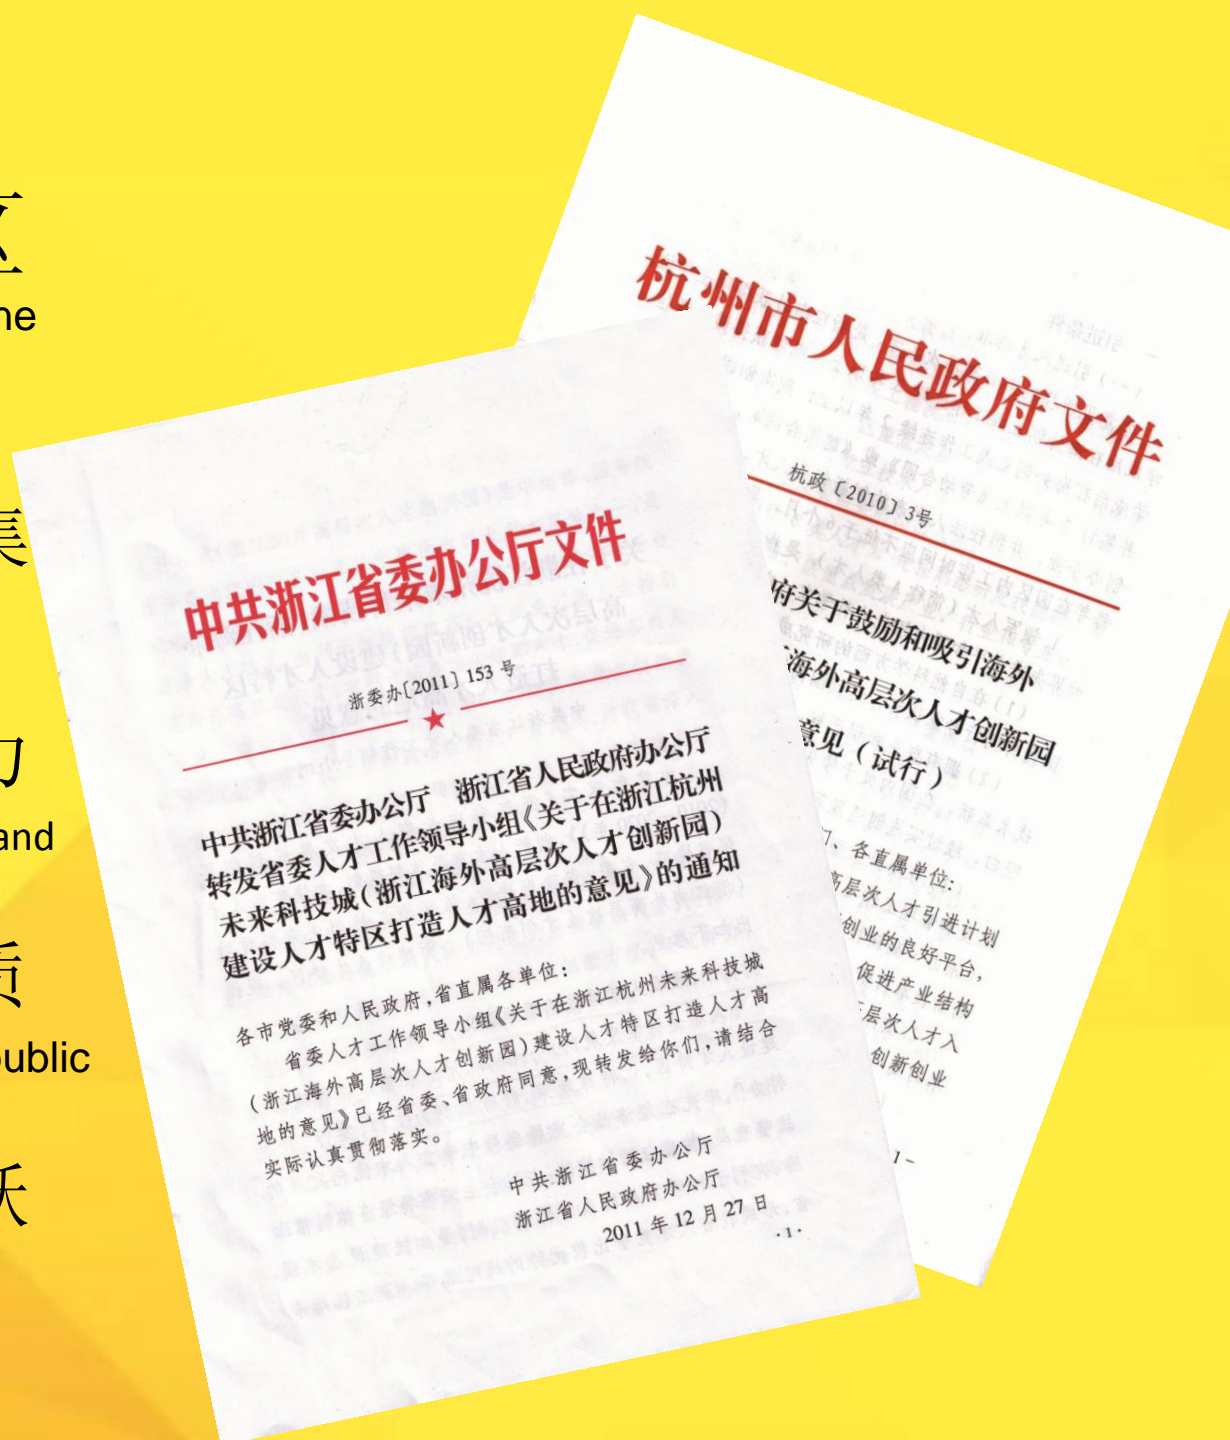 区
ne
集
力
and
质
public
跃
中共浙江省委办公厅文件
浙委办〔2011〕153 号
中共浙江省委办公厅 浙江省人民政府办公厅
转发省委人才工作领导小组《关于在浙江杭州
未来科技城(浙江海外高层次人才创新园)
建设人才特区打造人才高地的意见》的通知
各市党委和人民政府,省直属各单位:
省委人才工作领导小组《关于在浙江杭州未来科技城
(浙江海外高层次人才创新园)建设人才特区打造人才高
地的意见》已经省委、省政府同意,现转发给你们,请结合
实际认真贯彻落实。
中共浙江省委办公厅
浙江省人民政府办公厅
2011 年 12 月 27 日
·1·
杭州市人民政府文件
杭政〔2010〕3号
府关于鼓励和吸引海外
海外高层次人才创新园
意见(试行)
、各直属单位:
高层次人才引进计划
创业的良好平台,
促进产业结构
层次人才入
创新创业
1-